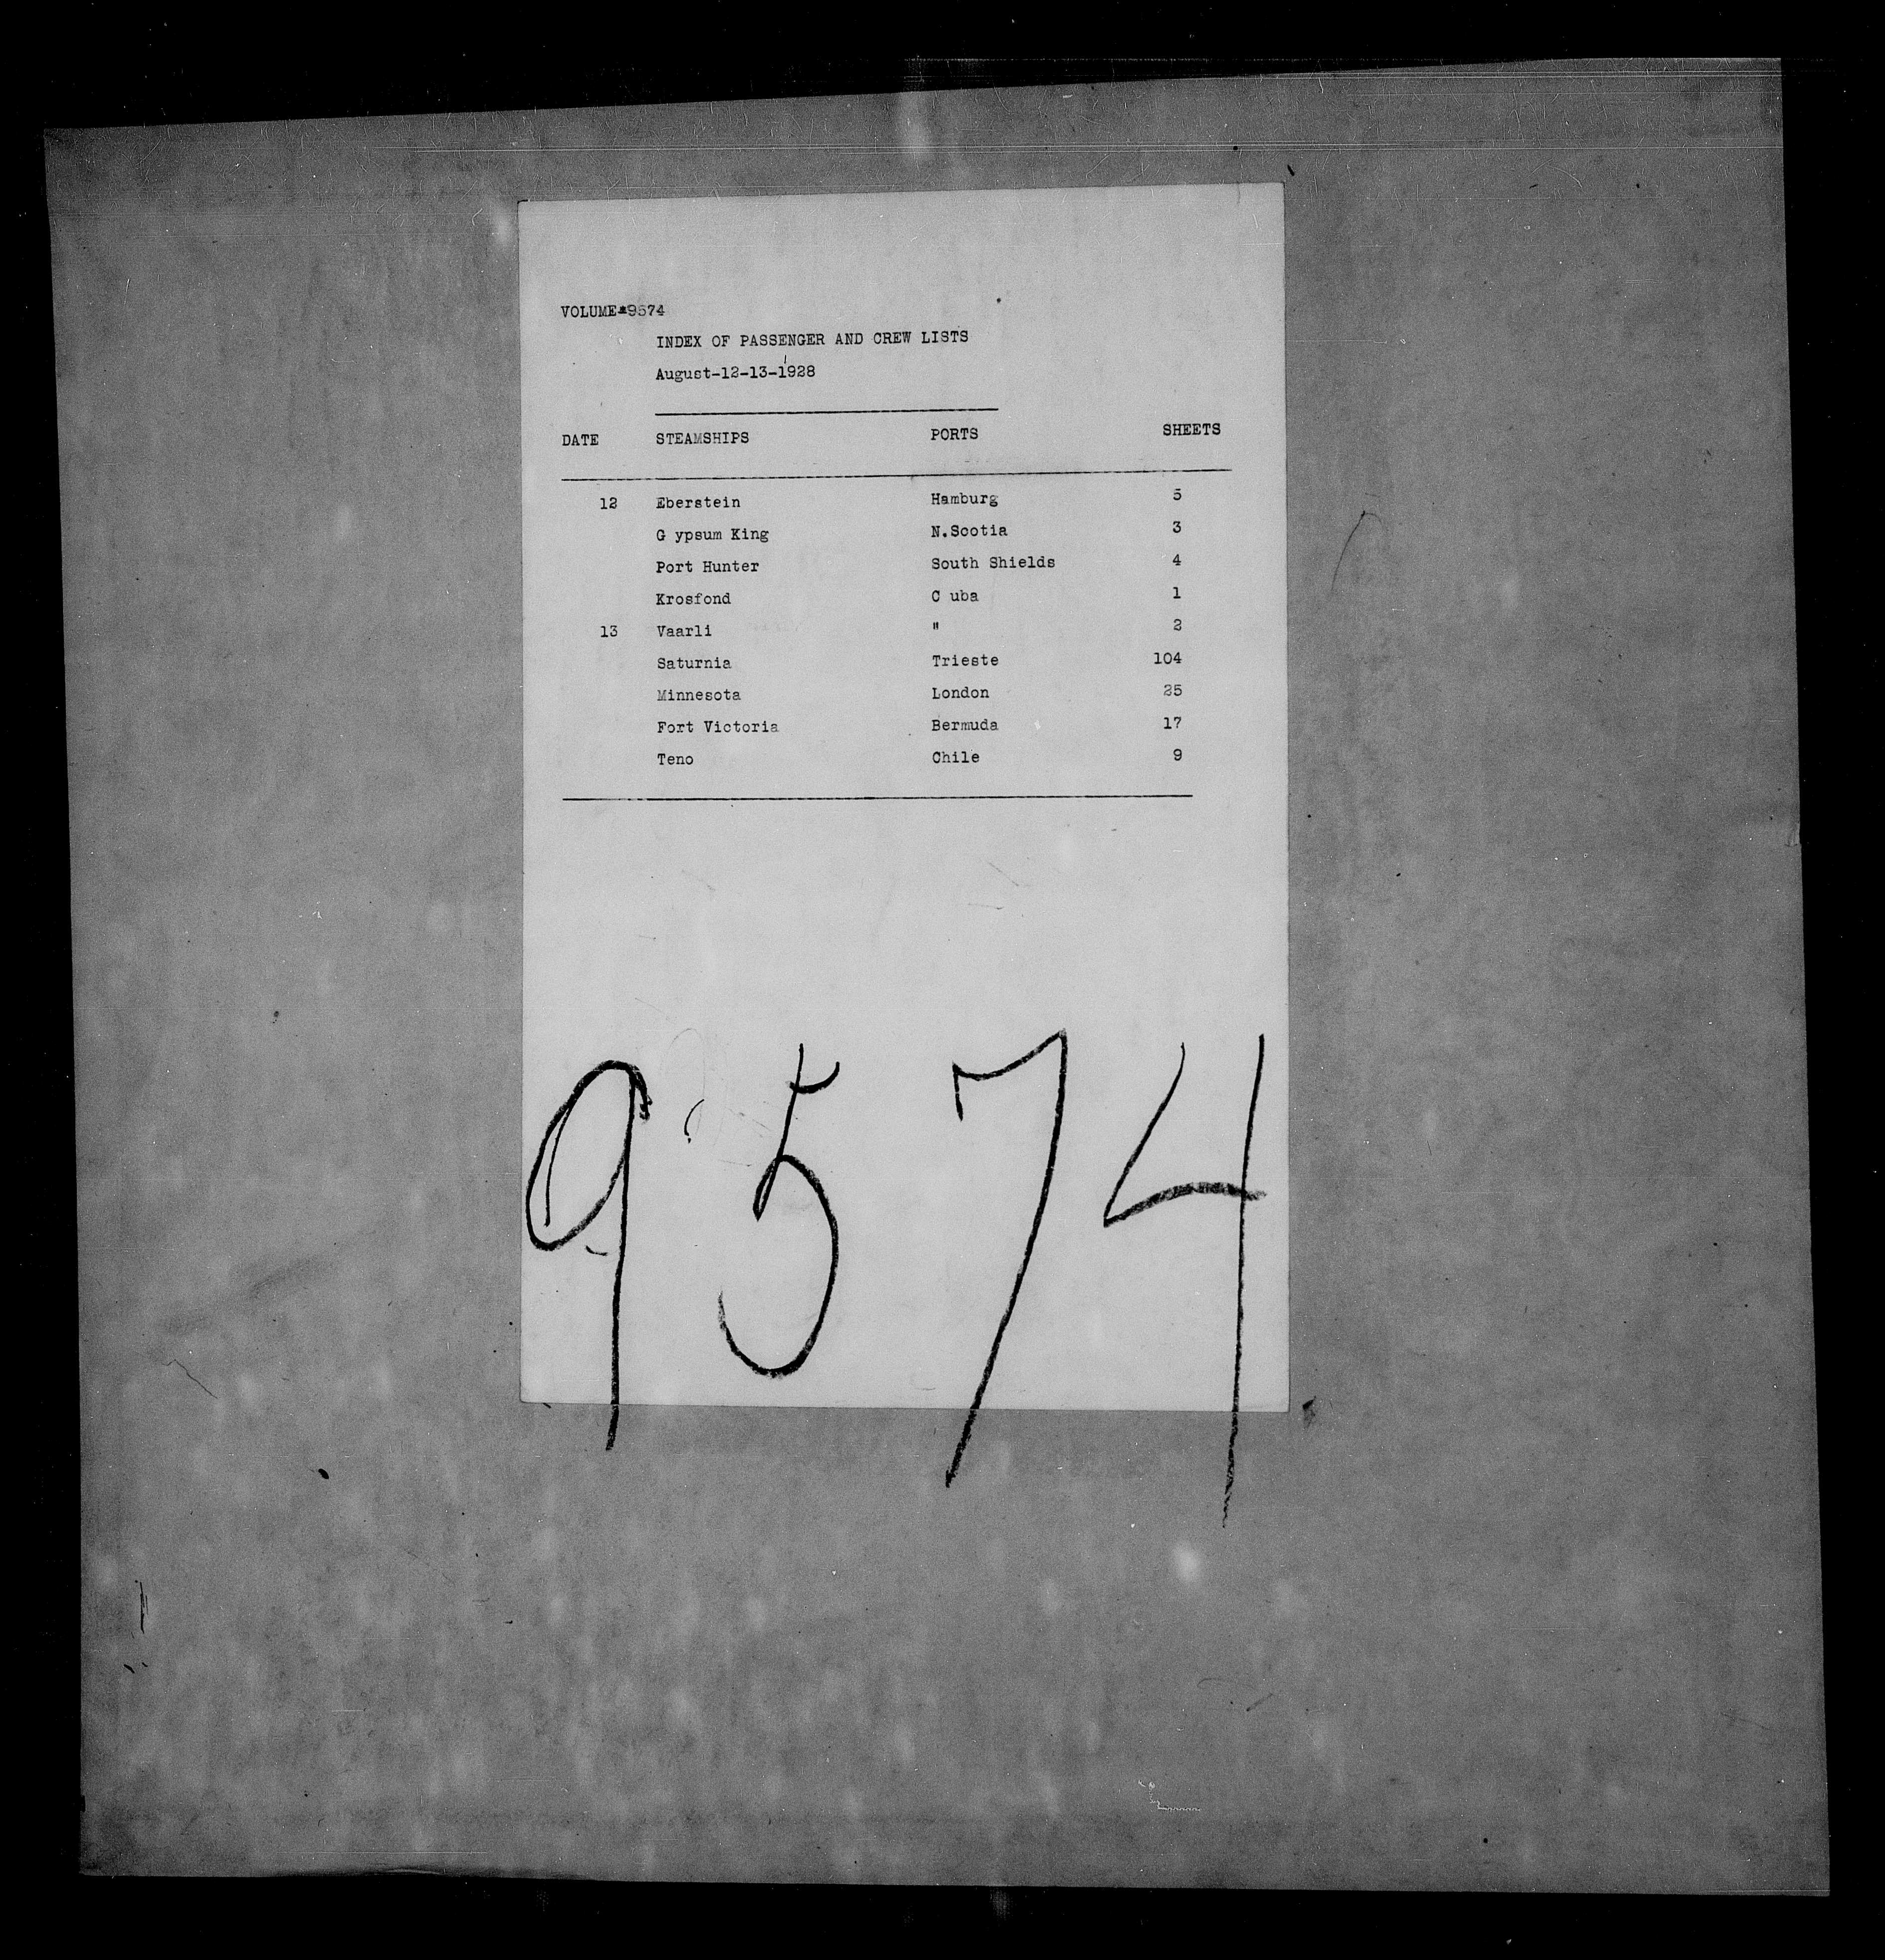 VOLUME*9574
INDEX OF PASSENGER AND CREW LISTS
August-12-13-1928
DATE STEAMSHIPS PORTS SHEETS
12 Eberstein Hamburg 5
G ypsum King N.Scotia 3
Port Hunter South Shields 4
Krosfond C uba 1
13 Vaarli " 2
Saturnia Trieste 104
Minnesota London 25
Fort Victoria Bermuda 17
Teno Chile 9
9574